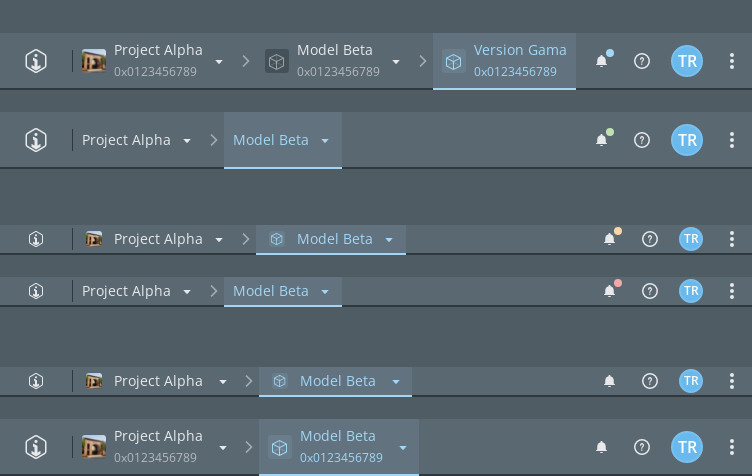 Project Alpha Model Beta Version Gama TR
0x0123456789 0x0123456789 0x0123456789
Project Alpha Model Beta TR
Project Alpha Model Beta TR
Project Alpha Model Beta TR
Project Alpha Model Beta TR
Project Alpha Model Beta TR
0x0123456789 0x0123456789